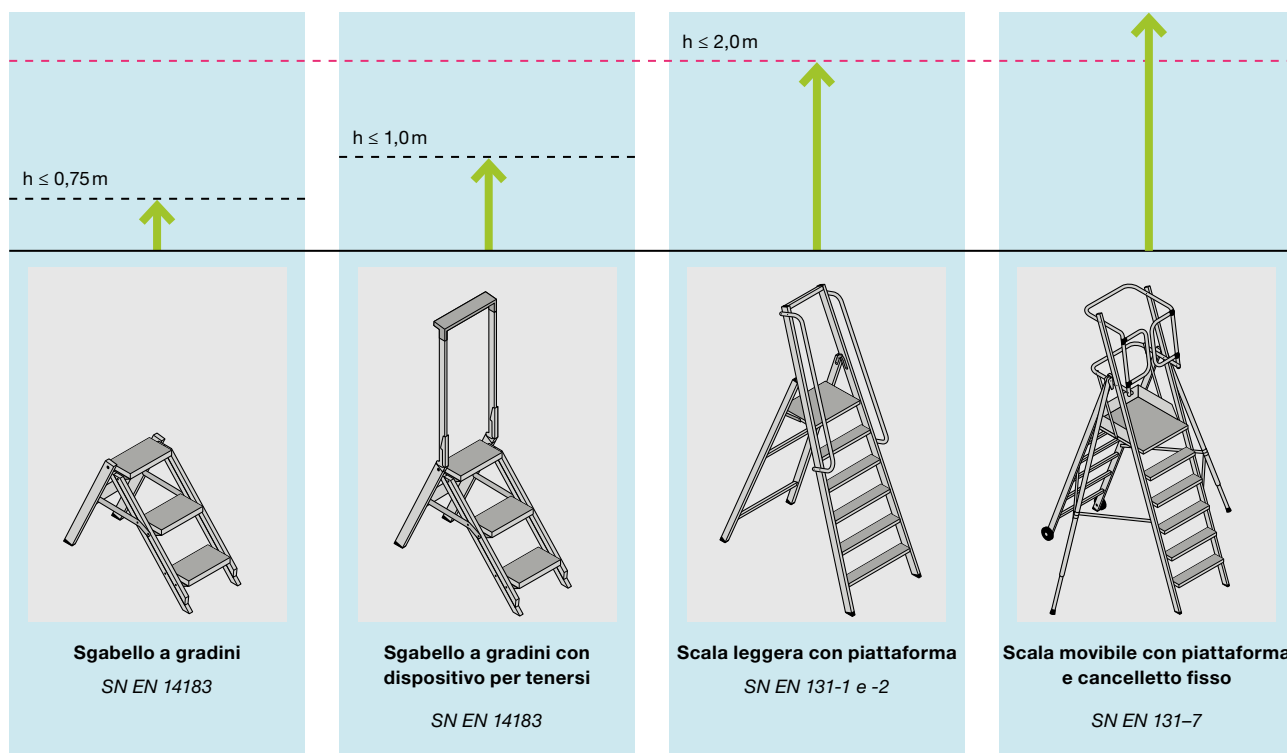 h ≤ 0,75 m
h ≤ 1,0 m
h ≤ 2,0 m
Sgabello a gradini
SN EN 14183
Sgabello a gradini con
dispositivo per tenersi
SN EN 14183
Scala leggera con piattaforma
SN EN 131-1 e -2
Scala movibile con piattaforma
e cancelletto fisso
SN EN 131–7